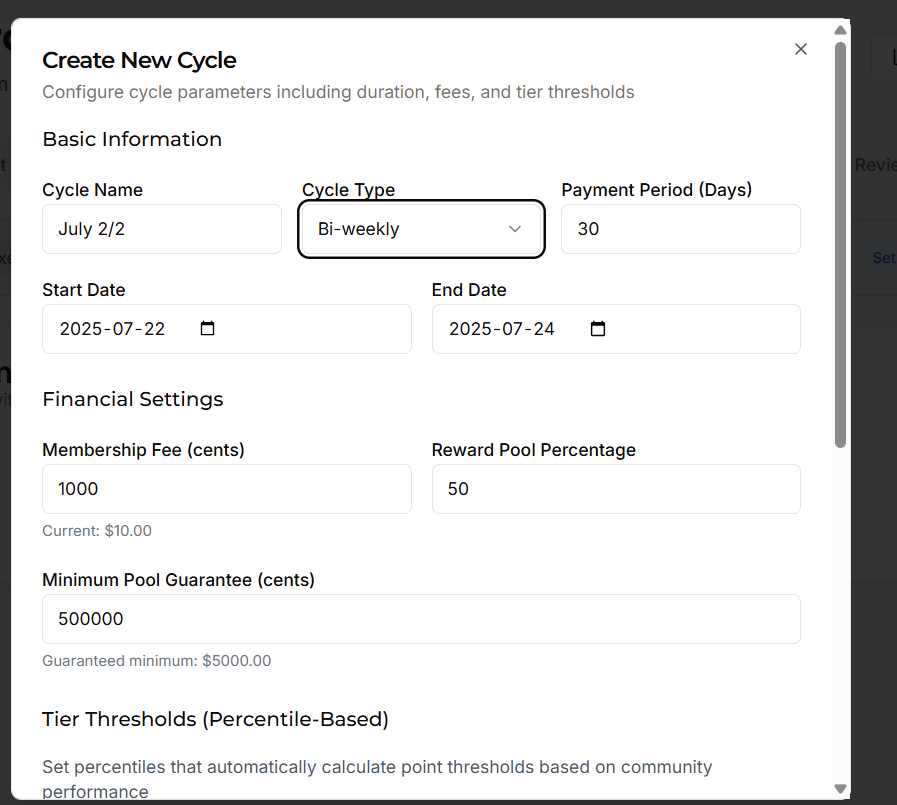 Create New Cycle
Configure cycle parameters including duration, fees, and tier thresholds
Basic Information
Cycle Name
Cycle Type
Payment Period (Days)
July 2/2
Bi-weekly
30
Start Date
End Date
2025-07-22
2025-07-24
Financial Settings
Membership Fee (cents)
Reward Pool Percentage
1000
50
Current: $10.00
Minimum Pool Guarantee (cents)
500000
Guaranteed minimum: $5000.00
Tier Thresholds (Percentile-Based)
Set percentiles that automatically calculate point thresholds based on community
performance